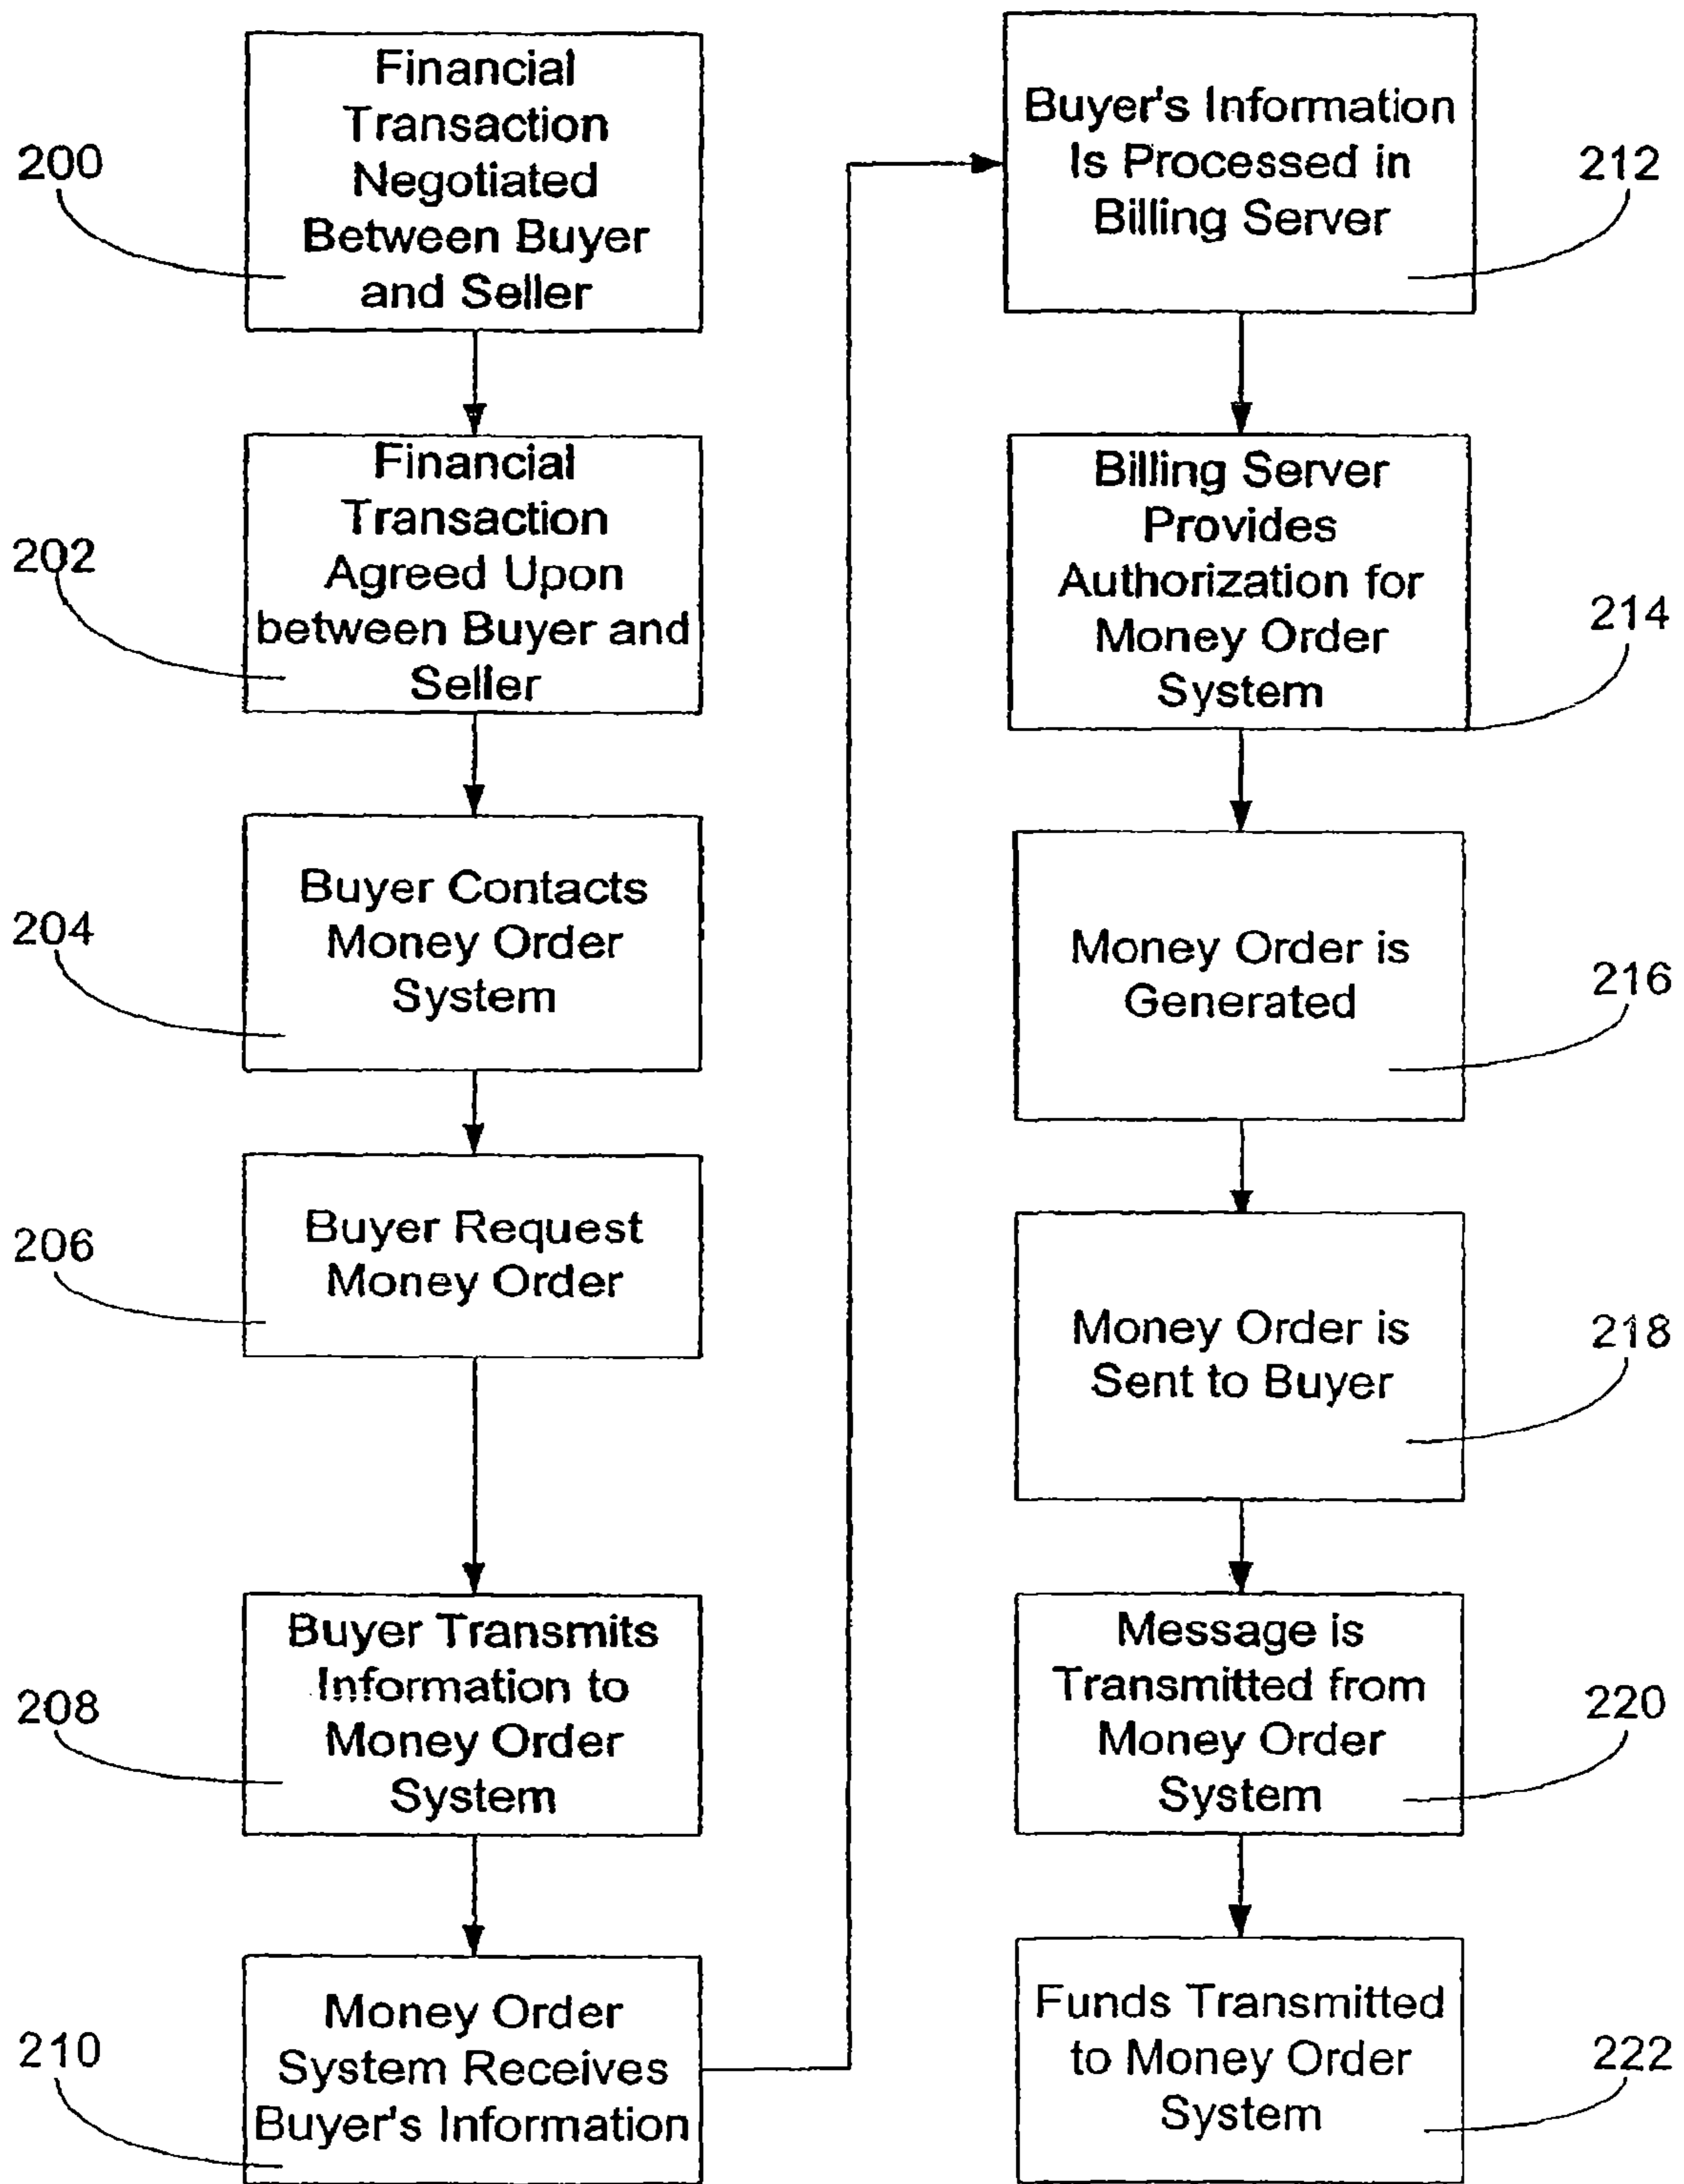 200
Financial
Transaction
Negotiated
Between Buyer
and Seller
202
Financial
Transaction
Agreed Upon
between Buyer and
Seller
204
Buyer Contacts
Money Order
System
206
Buyer Request
Money Order
208
Buyer Transmits
Information to
Money Order
System
210
Money Order
System Receives
Buyer's Information
Buyer's Information
Is Processed in
Billing Server
212
Billing Server
Provides
Authorization for
Money Order
System
214
Money Order is
Generated
216
Money Order is
Sent to Buyer
218
Message is
Transmitted from
Money Order
System
220
Funds Transmitted
to Money Order
System
222